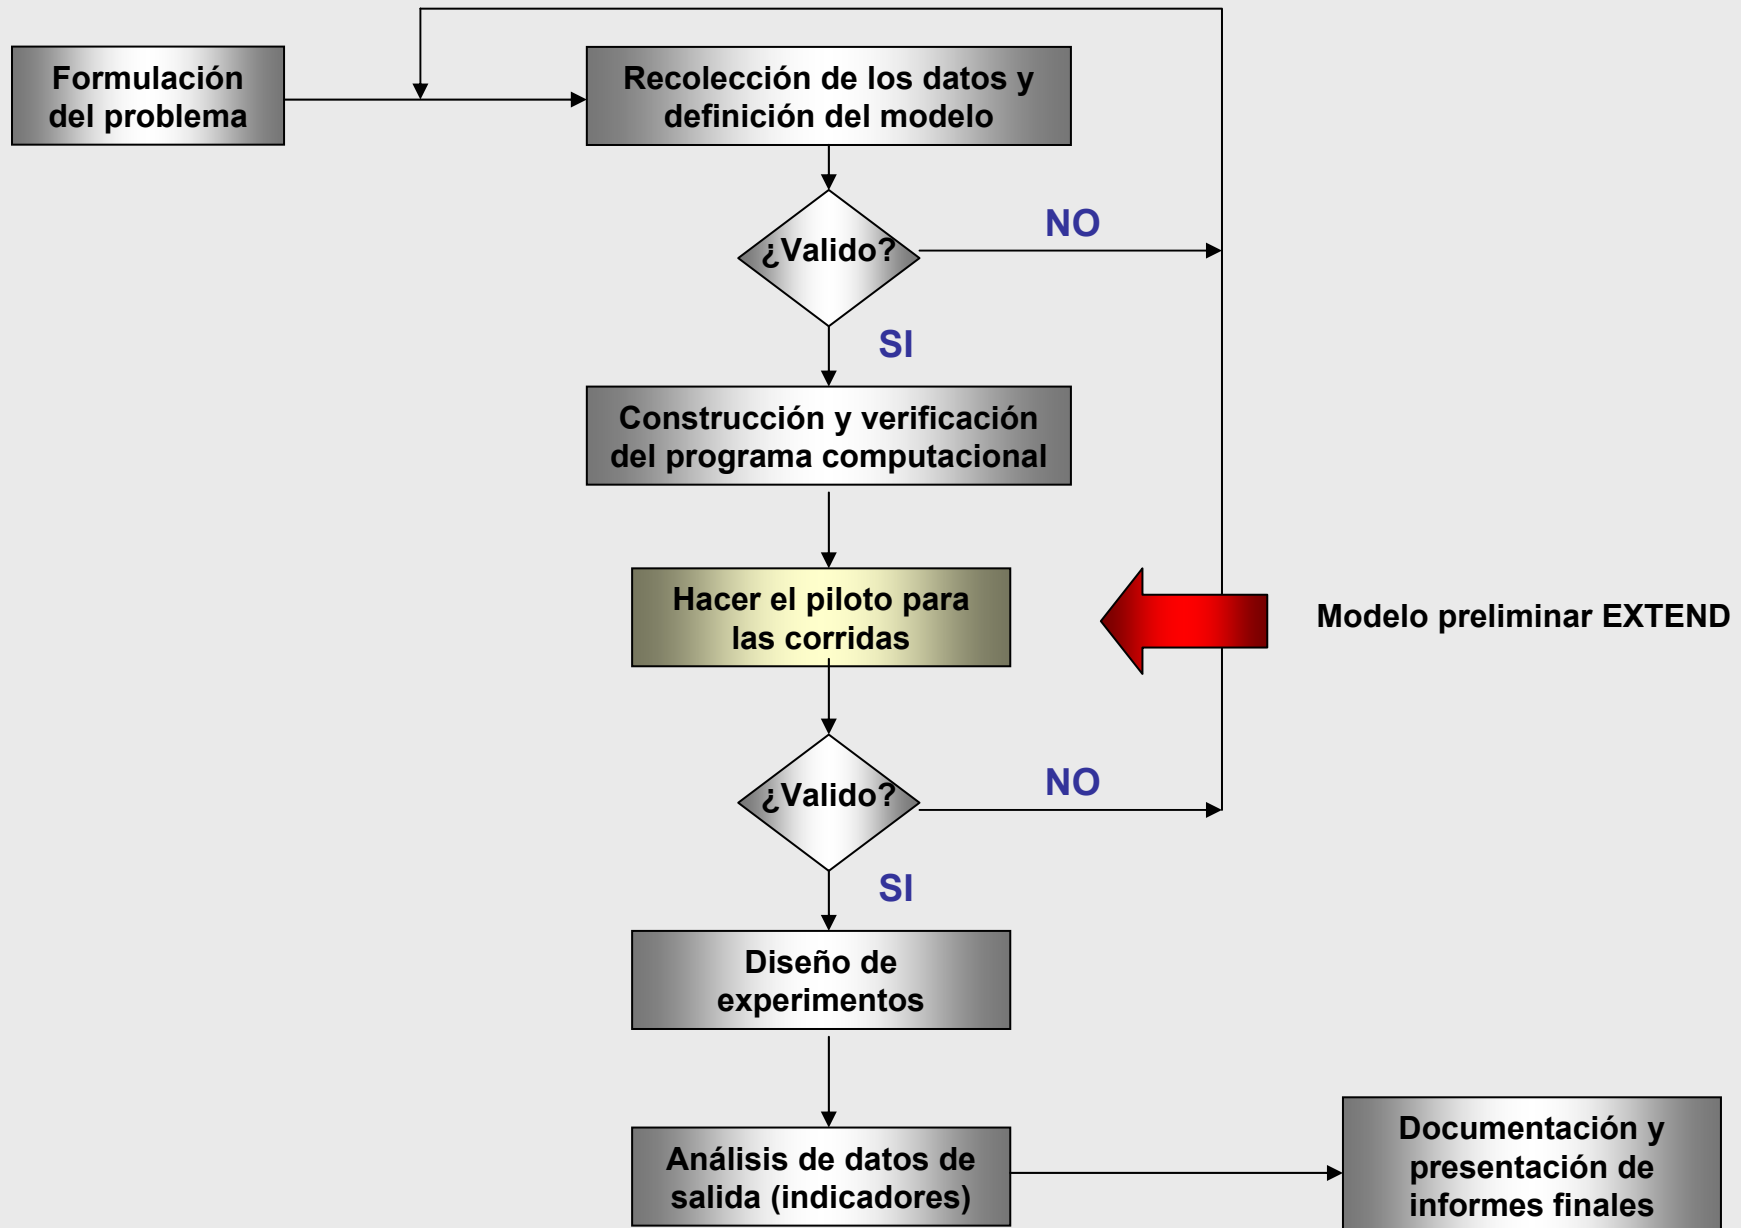 Formulación
del problema
Recolección de los datos y
definición del modelo
¿Valido?
NO
SI
Construcción y verificación
del programa computacional
Hacer el piloto para
las corridas
Modelo preliminar EXTEND
¿Valido?
NO
SI
Diseño de
experimentos
Análisis de datos de
salida (indicadores)
Documentación y
presentación de
informes finales